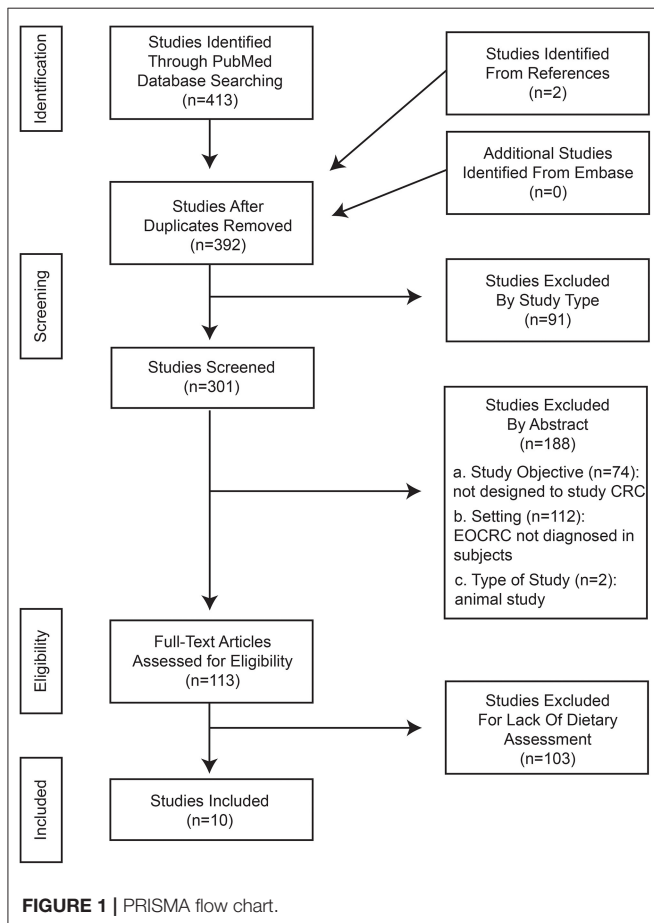 Identification
Studies Identified
Through PubMed
Database Searching
(n=413)
Studies Identified
From References
(n=2)
Additional Studies
Identified From Embase
(n=0)
Studies After
Duplicates Removed
(n=392)
Screening
Studies Excluded
By Study Type
(n=91)
Studies Screened
(n=301)
Studies Excluded
By Abstract
(n=188)
a. Study Objective (n=74):
not designed to study CRC
b. Setting (n=112):
EOCRC not diagnosed in
subjects
c. Type of Study (n=2):
animal study
Eligibility
Full-Text Articles
Assessed for Eligibility
(n=113)
Studies Excluded
For Lack Of Dietary
Assessment
(n=103)
Included
Studies Included
(n=10)
FIGURE 1 | PRISMA flow chart.